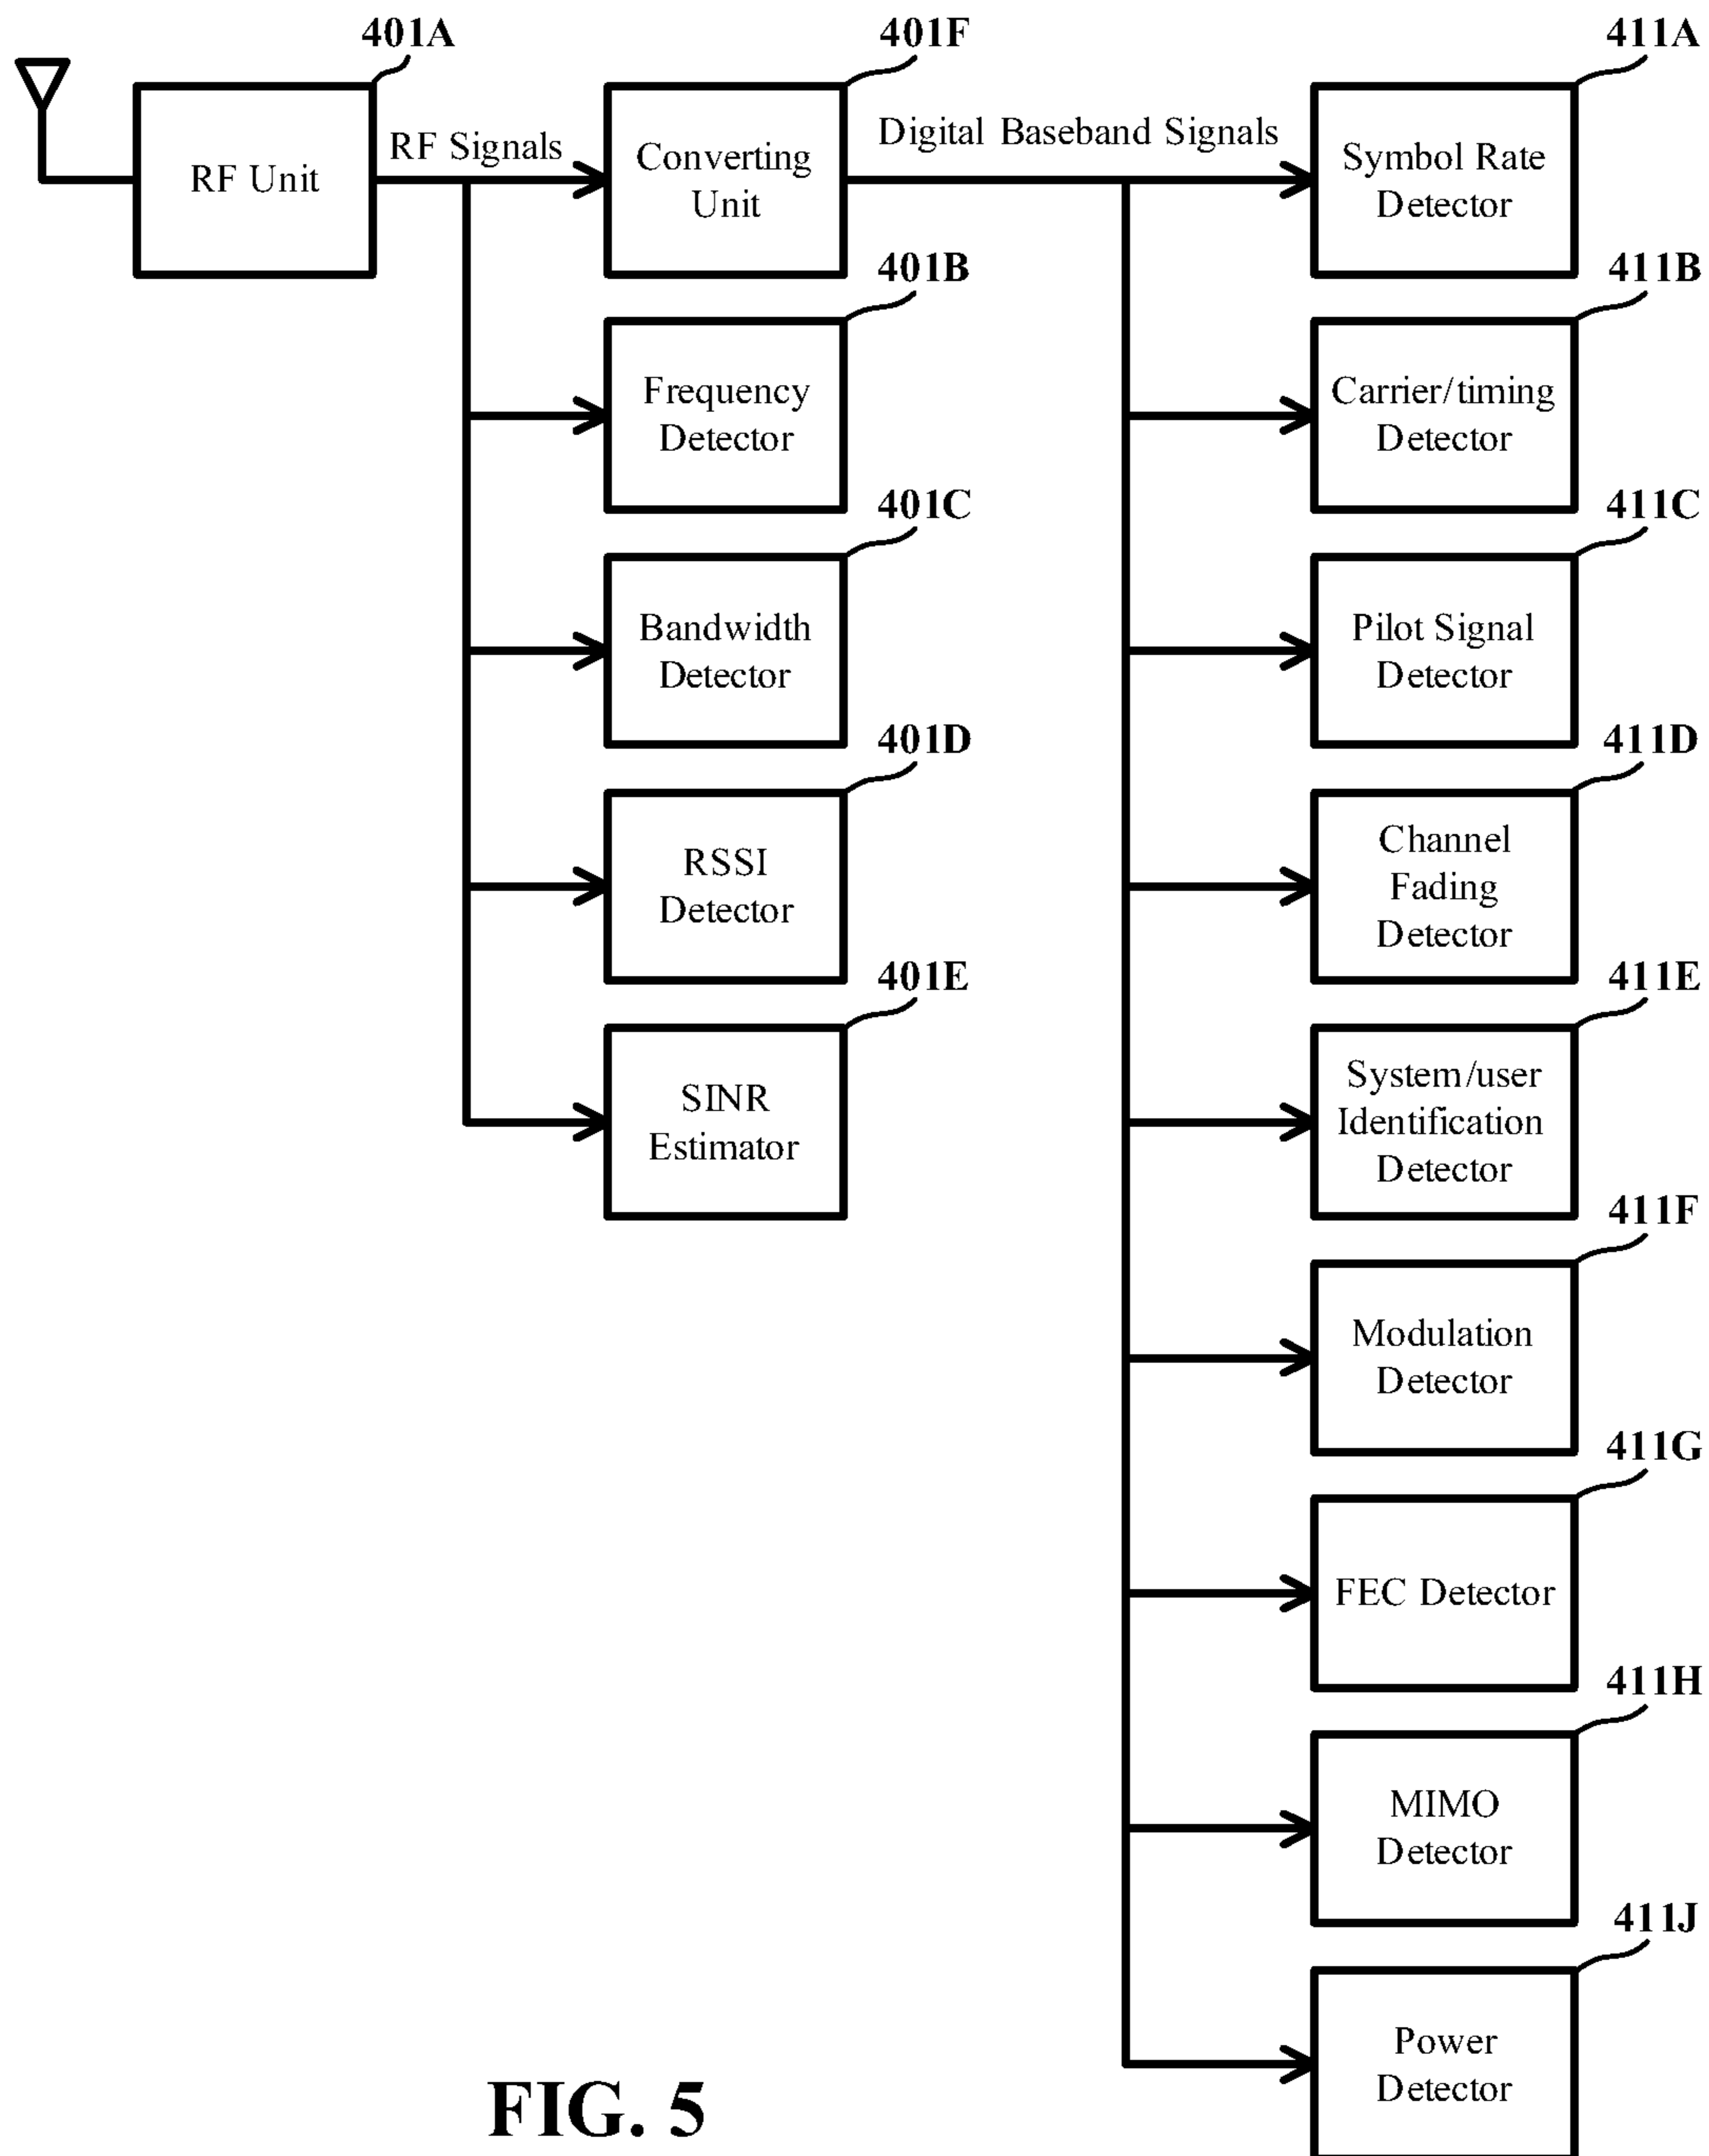 401A
401F
411A
RF Unit
RF Signals
Converting
Unit
Digital Baseband Signals
Symbol Rate
Detector
401B
411B
Frequency
Detector
Carrier/timing
Detector
401C
411C
Bandwidth
Detector
Pilot Signal
Detector
401D
411D
RSSI
Detector
Channel
Fading
Detector
401E
411E
SINR
Estimator
System/user
Identification
Detector
411F
Modulation
Detector
411G
FEC Detector
411H
MIMO
Detector
411J
Power
Detector
FIG. 5